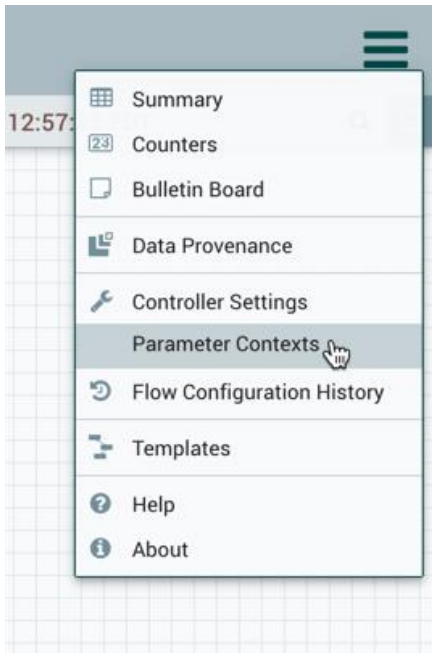 12:57:
Summary
23
Counters
Bulletin Board
Data Provenance
Controller Settings
Parameter Contexts
Flow Configuration History
Templates
Help
About